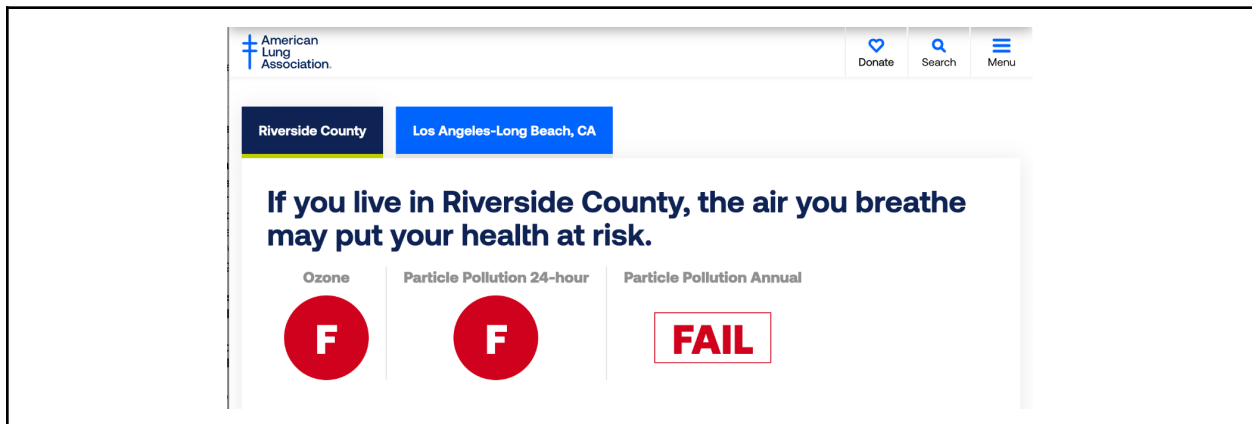 American
Lung
Association.
Donate
Search
Menu
Riverside County
Los Angeles-Long Beach, CA
If you live in Riverside County, the air you breathe
may put your health at risk.
Ozone
Particle Pollution 24-hour
Particle Pollution Annual
F
F
FAIL